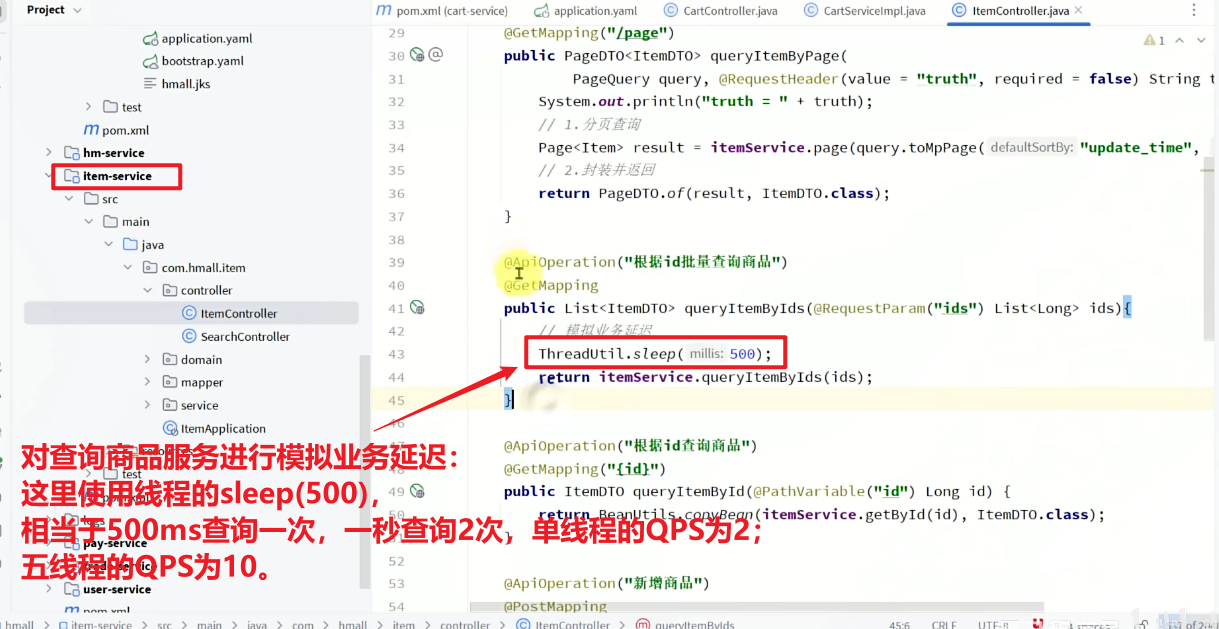 Project
pom.xml (cart-service)
application.yaml
CartController.java
CartServiceImpl.java
ItemController.java
application.yaml
bootstrap.yaml
hmall.jks
test
pom.xml
hm-service
item-service
src
main
java
com.hmall.item
controller
ItemController
SearchController
domain
mapper
service
ItemApplication
test
pay-service
user-service
pom.xml
1
29 @GetMapping("/page")
30 public PageDTO<ItemDTO> queryItemByPage(
31 PageQuery query, @RequestHeader(value = "truth", required = false) String t
32 System.out.println("truth = " + truth);
33 // 1.分页查询
34 Page<Item> result = itemService.page(query.toMpPage( defaultSortBy: "update_time",
35 // 2.封装并返回
36 return PageDTO.of(result, ItemDTO.class);
37 }
38
39 @ApiOperation("根据id批量查询商品")
40 @GetMapping
41 public List<ItemDTO> queryItemByIds(@RequestParam("ids") List<Long> ids){
42 // 模拟业务延迟
43 ThreadUtil.sleep( millis: 500);
44 return itemService.queryItemByIds(ids);
45 }
46
@ApiOperation("根据id查询商品")
@GetMapping("{id}")
49 public ItemDTO queryItemById(@PathVariable("id") Long id) {
return BeanUtils.copyBean(itemService.getById(id), ItemDTO.class);
52
53 @ApiOperation("新增商品")
54 @PostMapping
对查询商品服务进行模拟业务延迟：
这里使用线程的sleep(500)，
相当于500ms查询一次，一秒查询2次，单线程的QPS为2；
五线程的QPS为10。
hmall > item-service > src > main > java > com > hmall > item > controller > ItemController > queryItemByIds
45:6 CRLF UTF-8